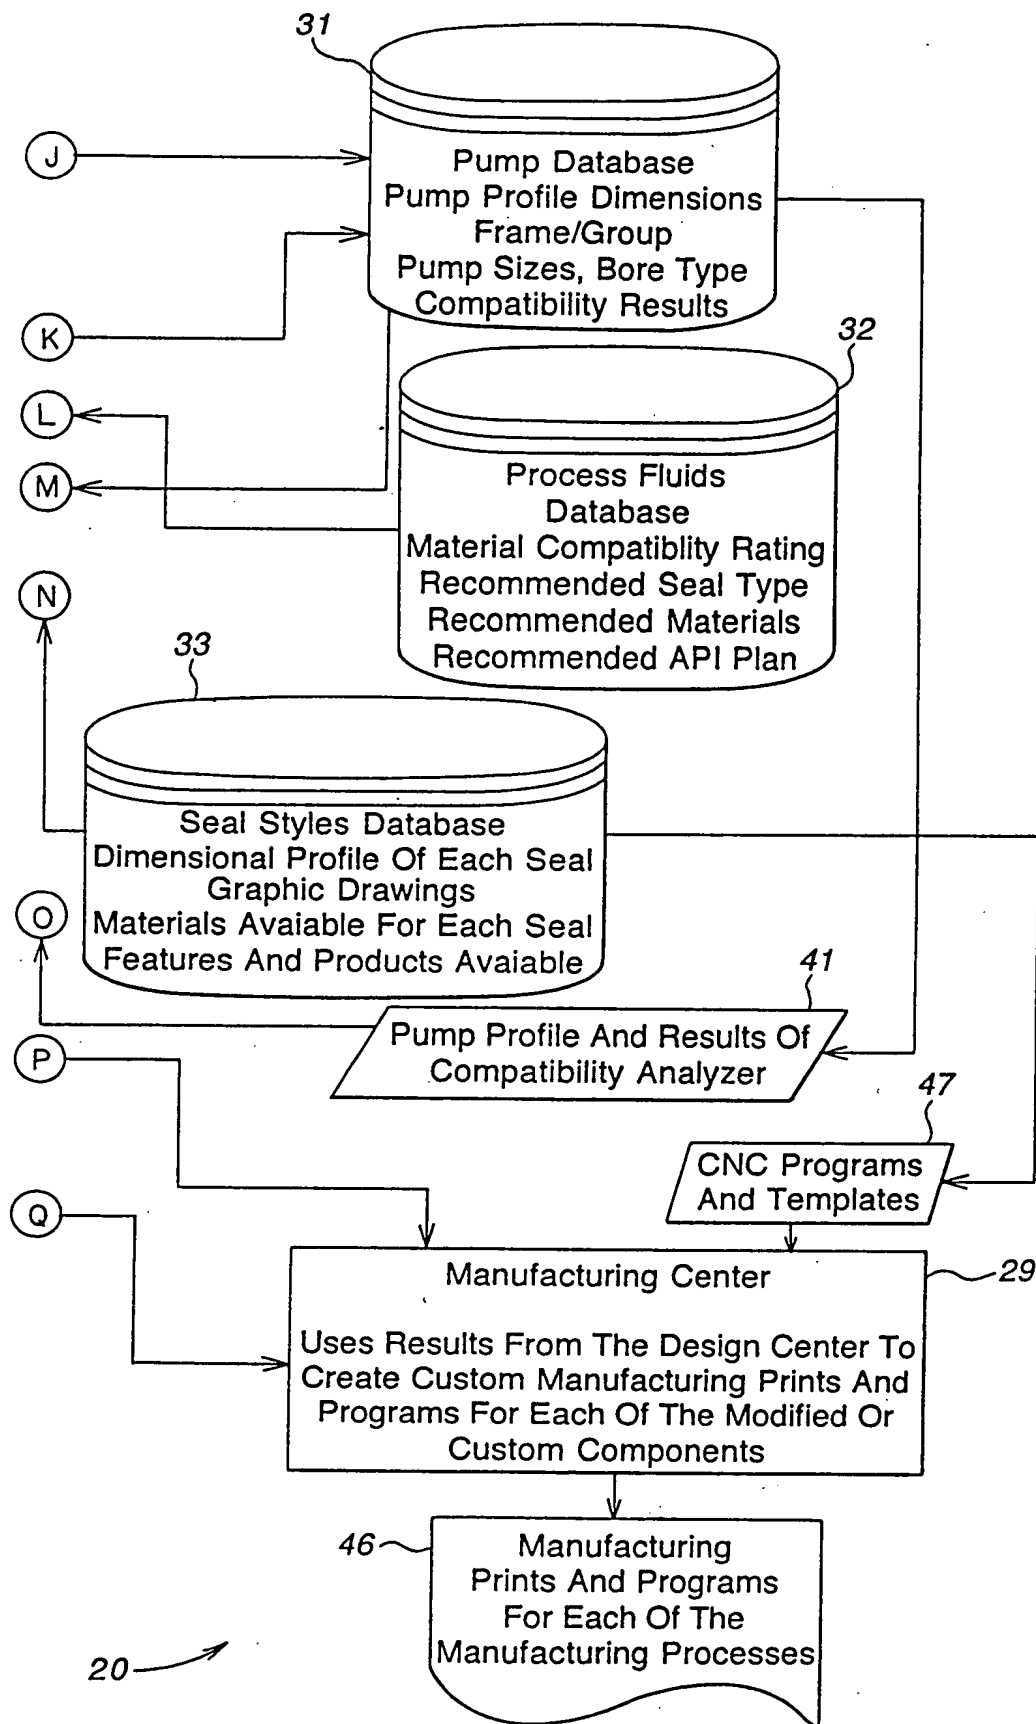 31
J
Pump Database
Pump Profile Dimensions
Frame/Group
Pump Sizes, Bore Type
Compatibility Results
K
32
L
M
Process Fluids
Database
Material Compatiblity Rating
Recommended Seal Type
Recommended Materials
Recommended API Plan
N
33
Seal Styles Database
Dimensional Profile Of Each Seal
Graphic Drawings
Materials Avaiable For Each Seal
Features And Products Avaiable
O
41
Pump Profile And Results Of
Compatibility Analyzer
P
47
CNC Programs
And Templates
Q
Manufacturing Center
29
Uses Results From The Design Center To
Create Custom Manufacturing Prints And
Programs For Each Of The Modified Or
Custom Components
46
Manufacturing
Prints And Programs
For Each Of The
Manufacturing Processes
20